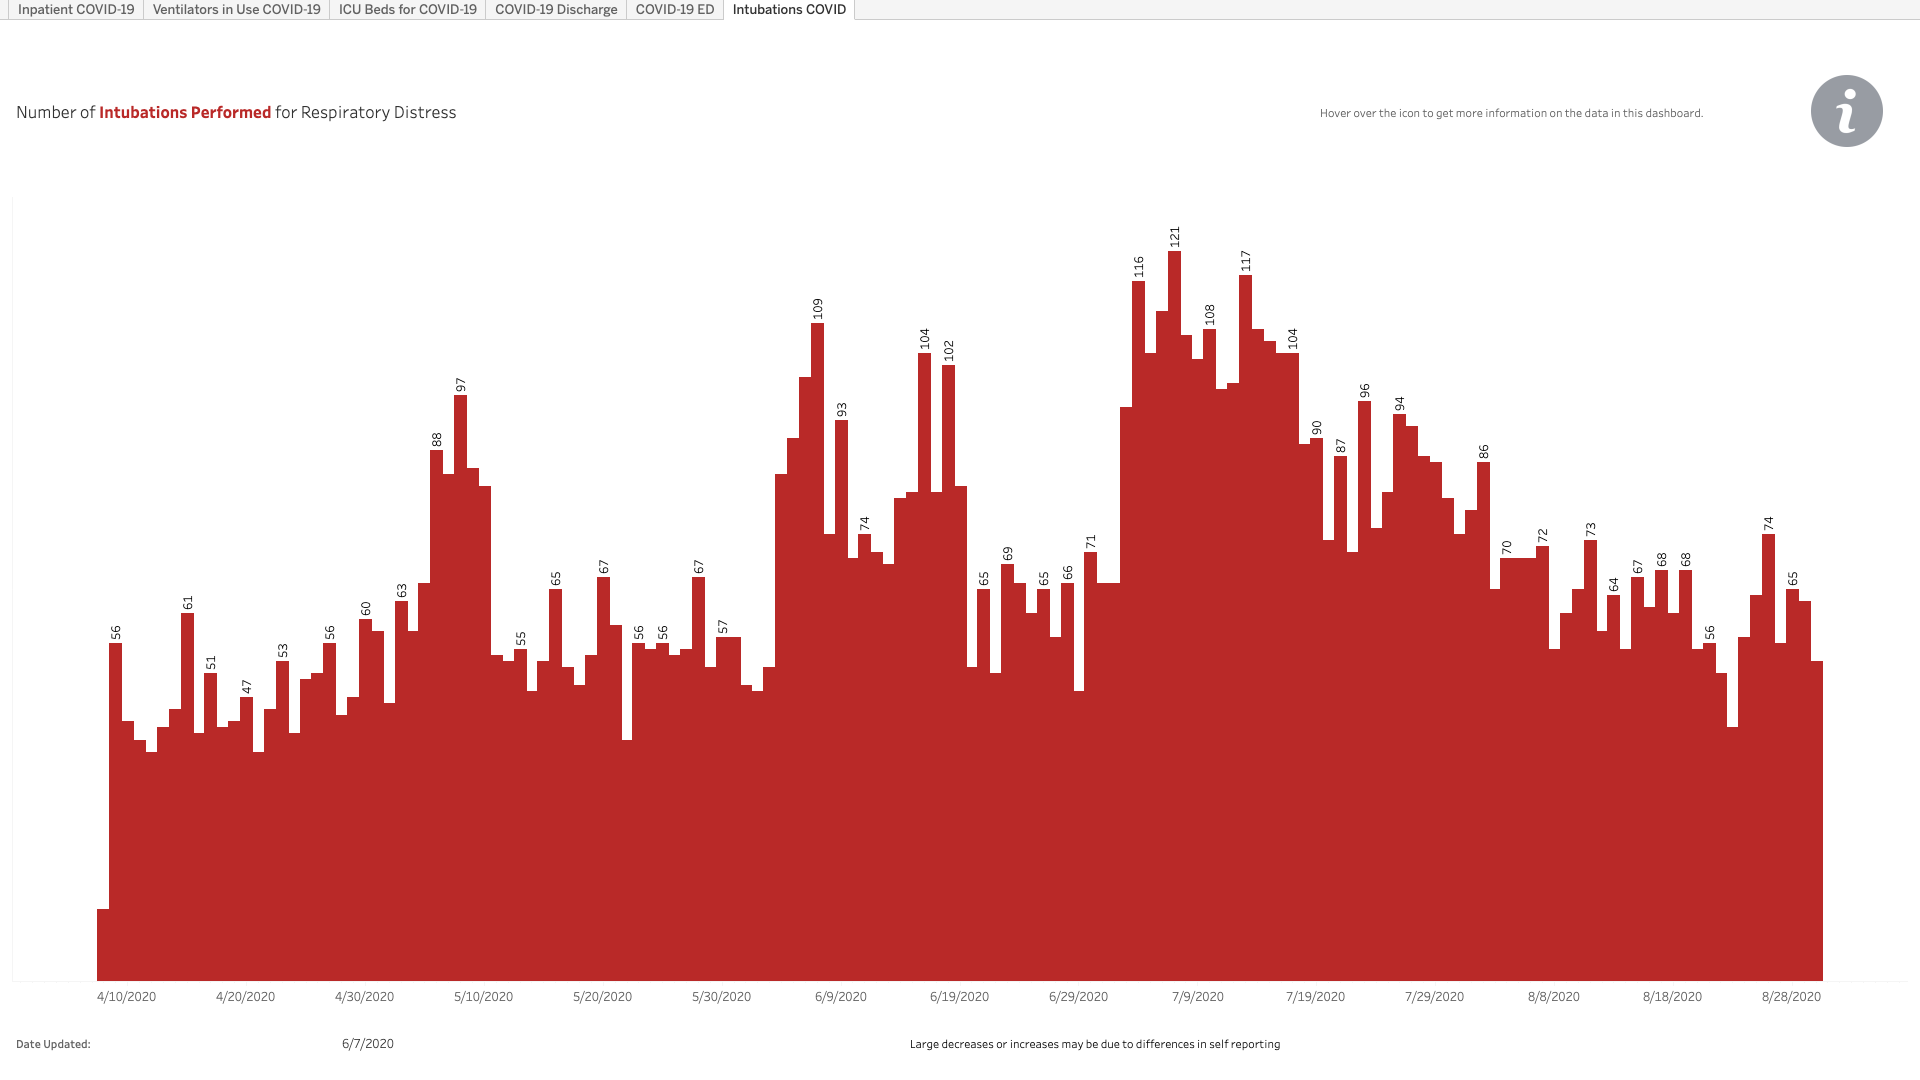 Inpatient COVID-19 Ventilators in Use COVID-19 ICU Beds for COVID-19 COVID-19 Discharge COVID-19 ED Intubations COVID
Number of Intubations Performed for Respiratory Distress
Hover over the icon to get more information on the data in this dashboard.
i
56 61 51 47 53 56 60 63 88 97 55 65 67 56 56 67 57 109 93 74 104 102 65 69 65 66 71 116 121 108 117 104 90 87 96 94 86 70 72 73 64 67 68 68 56 74 65
4/10/2020 4/20/2020 4/30/2020 5/10/2020 5/20/2020 5/30/2020 6/9/2020 6/19/2020 6/29/2020 7/9/2020 7/19/2020 7/29/2020 8/8/2020 8/18/2020 8/28/2020
Date Updated: 6/7/2020 Large decreases or increases may be due to differences in self reporting